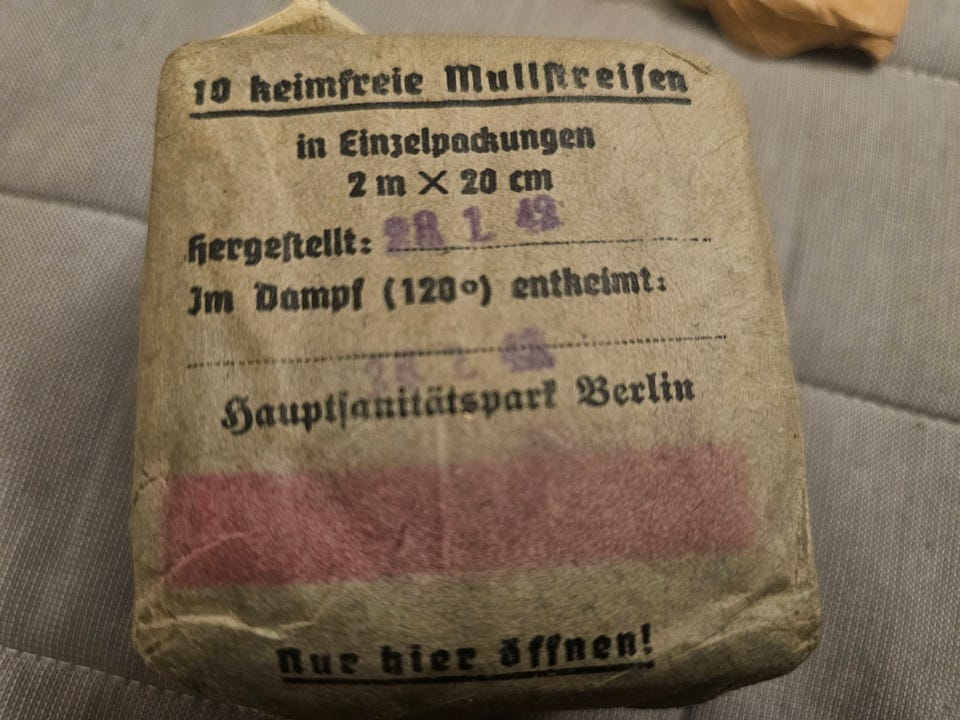 10 keimfreie Mullſtreifen
in Einzelpackungen
2 m × 20 cm
Hergeſtellt:
Im Dampf (120°) entkeimt:
Hauptſanitätspark Berlin
Nur hier öffnen!